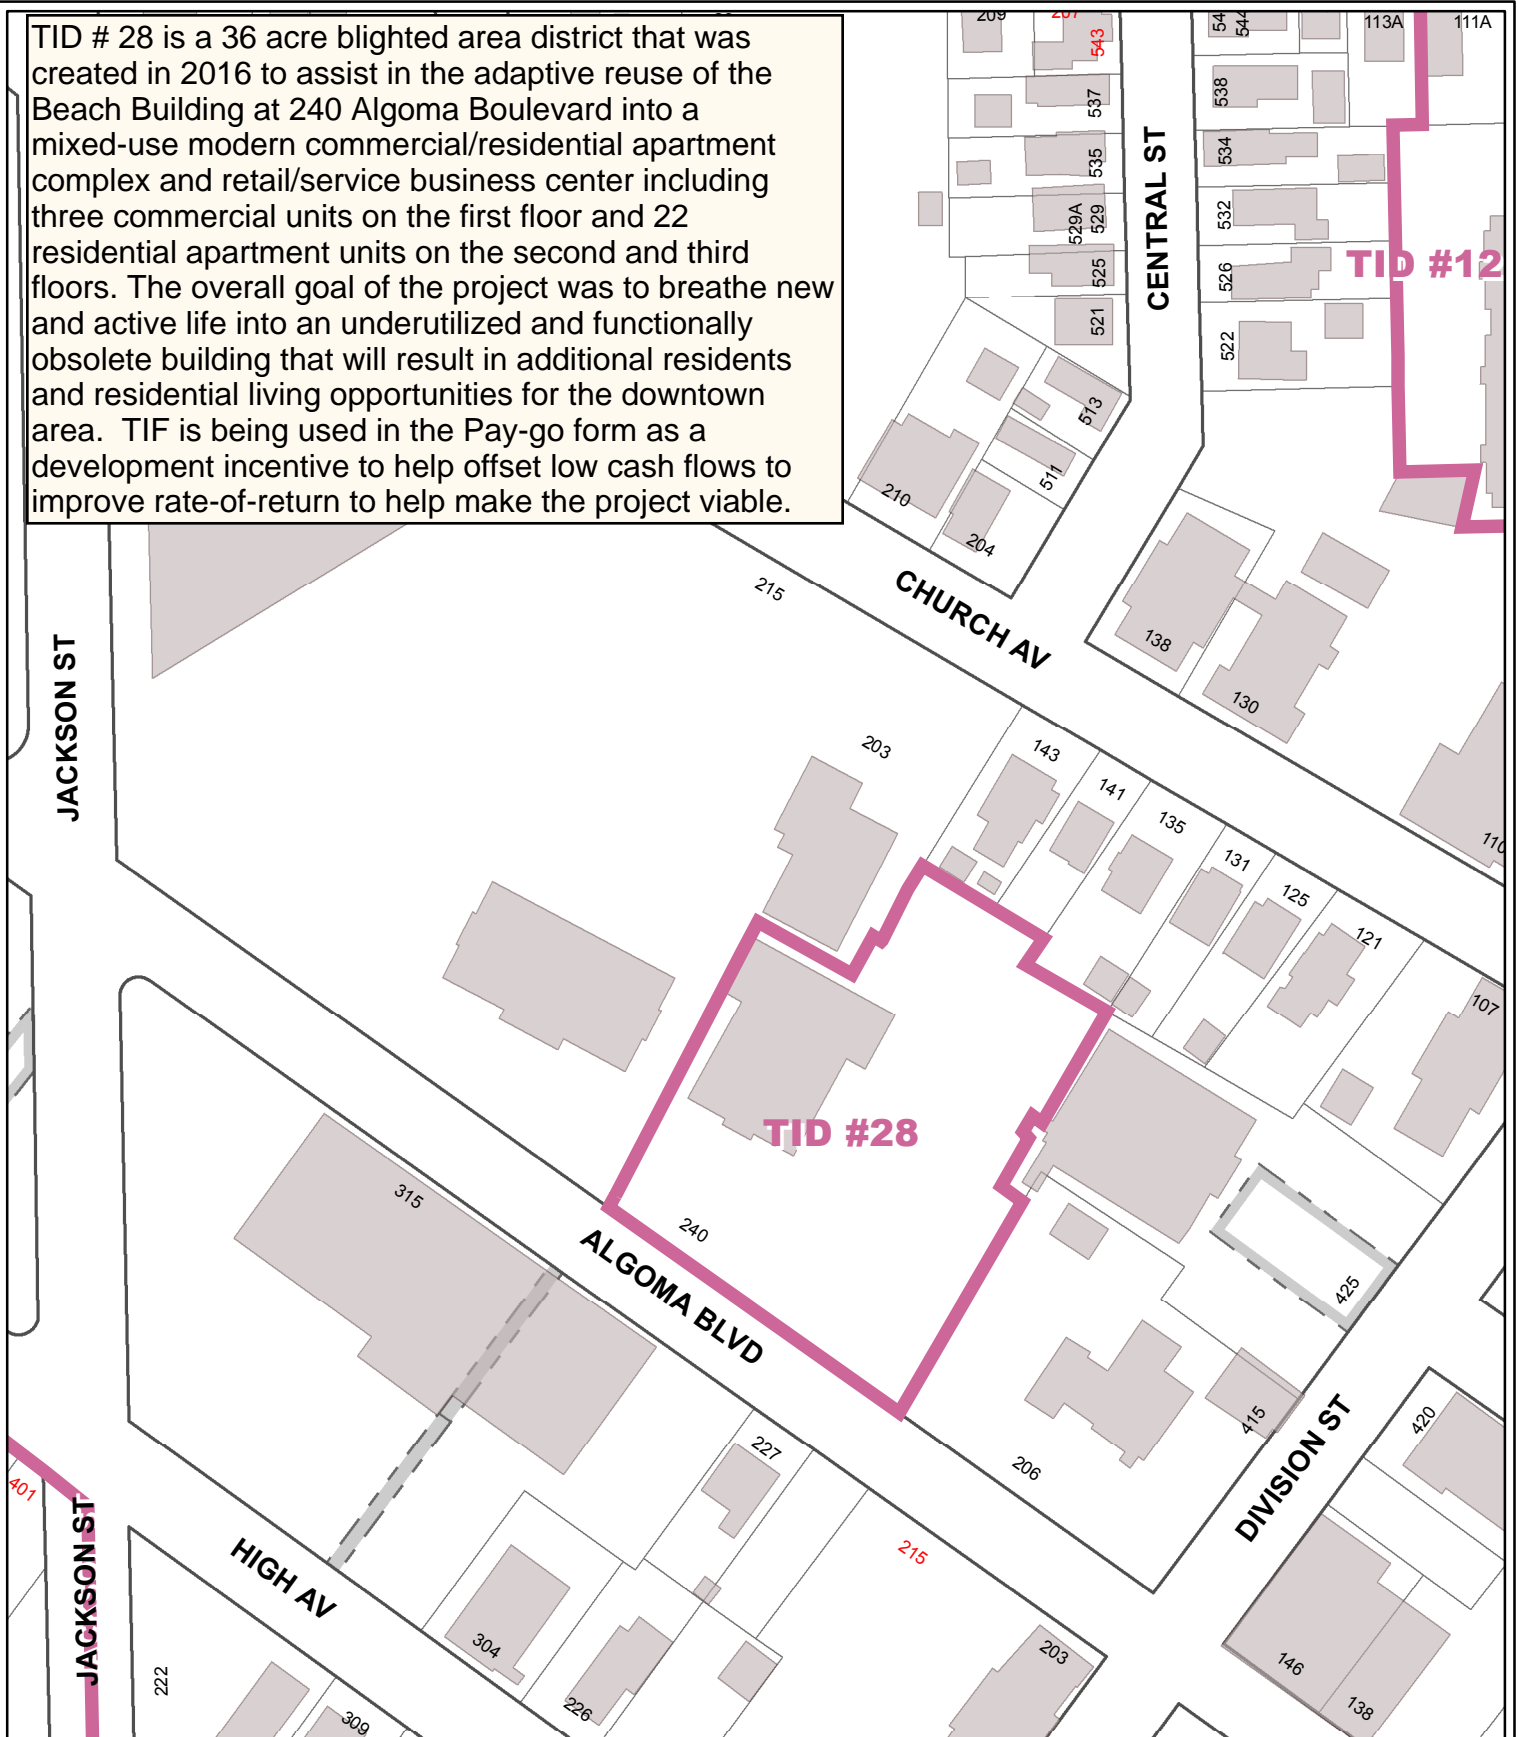 TID # 28 is a 36 acre blighted area district that was
created in 2016 to assist in the adaptive reuse of the
Beach Building at 240 Algoma Boulevard into a
mixed-use modern commercial/residential apartment
complex and retail/service business center including
three commercial units on the first floor and 22
residential apartment units on the second and third
floors. The overall goal of the project was to breathe new
and active life into an underutilized and functionally
obsolete building that will result in additional residents
and residential living opportunities for the downtown
area.  TIF is being used in the Pay-go form as a
development incentive to help offset low cash flows to
improve rate-of-return to help make the project viable.
209
207
543
544
113A
111A
537
538
535
534
529A
529
532
525
526
521
522
CENTRAL ST
TID #12
513
511
210
204
215
CHURCH AV
138
130
110
JACKSON ST
203
143
141
135
131
125
121
107
TID #28
240
315
ALGOMA BLVD
425
415
420
DIVISION ST
206
227
215
401
JACKSON ST
HIGH AV
304
226
222
309
203
146
138